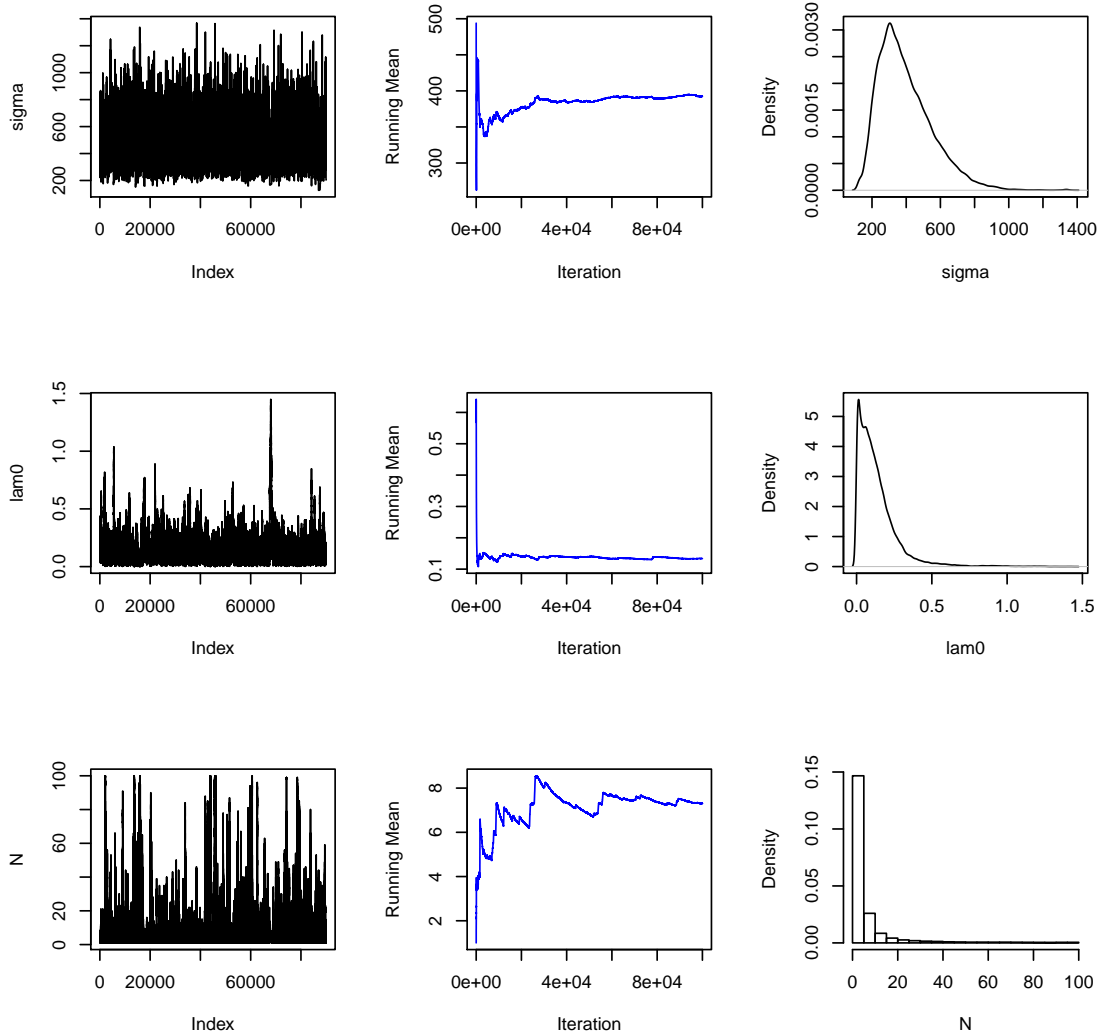 sigma
200 600 1000
0 20000 60000
Index
Running Mean
300 400 500
0e+00 4e+04 8e+04
Iteration
Density
0.0000 0.0015 0.0030
200 600 1000 1400
sigma
lam0
0.0 0.5 1.0 1.5
0 20000 60000
Index
Running Mean
0.1 0.3 0.5
0e+00 4e+04 8e+04
Iteration
Density
0 1 2 3 4 5
0.0 0.5 1.0 1.5
lam0
N
0 20 60 100
0 20000 60000
Index
Running Mean
2 4 6 8
0e+00 4e+04 8e+04
Iteration
Density
0.00 0.05 0.10 0.15
0 20 40 60 80 100
N